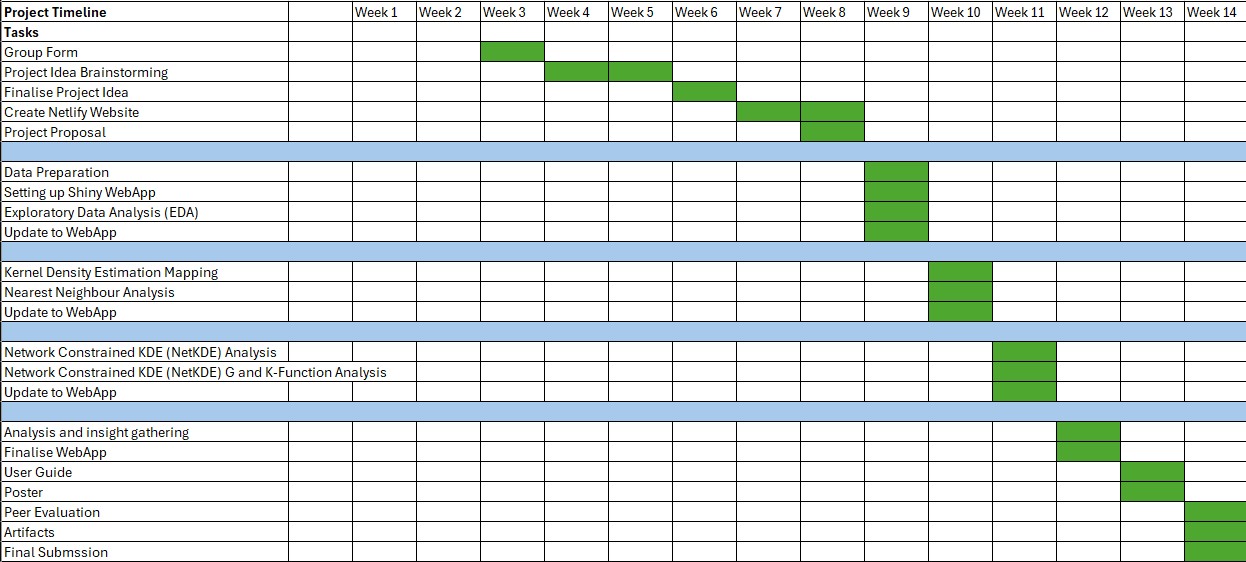 Project Timeline Week 1 Week 2 Week 3 Week 4 Week 5 Week 6 Week 7 Week 8 Week 9 Week 10 Week 11 Week 12 Week 13 Week 14
Tasks
Group Form
Project Idea Brainstorming
Finalise Project Idea
Create Netlify Website
Project Proposal
Data Preparation
Setting up Shiny WebApp
Exploratory Data Analysis (EDA)
Update to WebApp
Kernel Density Estimation Mapping
Nearest Neighbour Analysis
Update to WebApp
Network Constrained KDE (NetKDE) Analysis
Network Constrained KDE (NetKDE) G and K-Function Analysis
Update to WebApp
Analysis and insight gathering
Finalise WebApp
User Guide
Poster
Peer Evaluation
Artifacts
Final Submssion